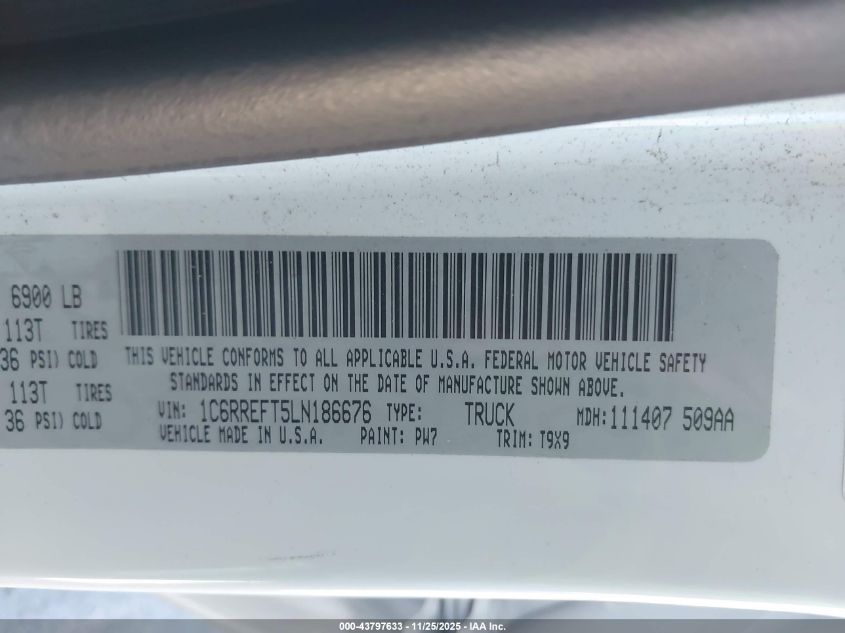 6900 LB
113T TIRES
36 PSI) COLD
113T TIRES
36 PSI) COLD
THIS VEHICLE CONFORMS TO ALL APPLICABLE U.S.A. FEDERAL MOTOR VEHICLE SAFETY
STANDARDS IN EFFECT ON THE DATE OF MANUFACTURE SHOWN ABOVE.
VIN: 1C6RREFT5LN186676 TYPE: TRUCK MDH:111407 509AA
VEHICLE MADE IN U.S.A. PAINT: PW7 TRIM: T9X9
000-43797633 - 11/25/2025 - IAA Inc.